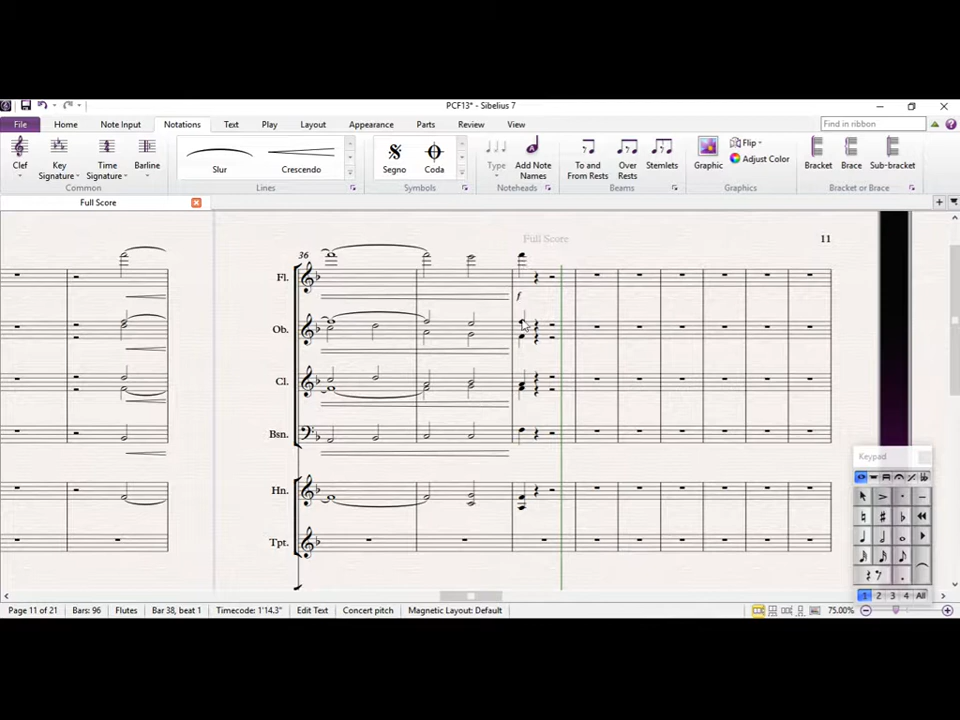 PCF13* - Sibelius 7
File Home Note Input Notations Text Play Layout Appearance Parts Review View Find in ribbon
Clef Key Signature Time Signature Barline Slur Crescendo Segno Coda Type Add Note Names To and From Rests Over Rests Stemlets Graphic Flip Adjust Color Bracket Brace Sub-bracket
Common Lines Symbols Noteheads Beams Graphics Bracket or Brace
Full Score
Full Score 11
36
Fl.
f
Ob.
Cl.
Bsn.
Keypad
Hn.
Tpt.
1 2 3 4 All
Page 11 of 21 Bars: 96 Flutes Bar 38, beat 1 Timecode: 1'14.3" Edit Text Concert pitch Magnetic Layout: Default 75.00%